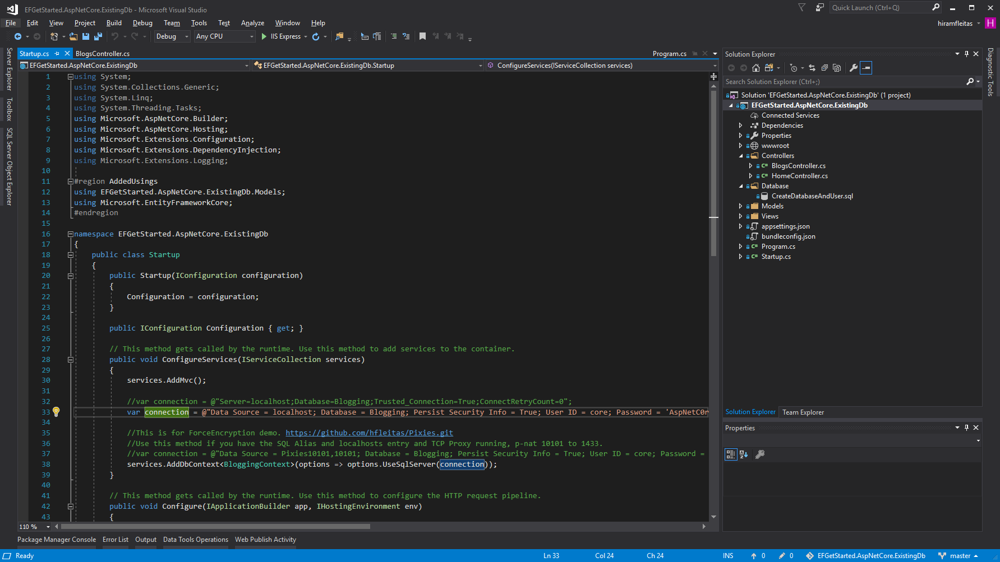 EFGetStarted.AspNetCore.ExistingDb - Microsoft Visual Studio
Quick Launch (Ctrl+Q)
File Edit View Project Build Debug Team Tools Test Analyze Window Help
hiramfleitas H
Debug Any CPU IIS Express
Server Explorer
Toolbox
SQL Server Object Explorer
Startup.cs BlogsController.cs Program.cs
EFGetStarted.AspNetCore.ExistingDb EFGetStarted.AspNetCore.ExistingDb.Startup ConfigureServices(IServiceCollection services)
1 using System;
2 using System.Collections.Generic;
3 using System.Linq;
4 using System.Threading.Tasks;
5 using Microsoft.AspNetCore.Builder;
6 using Microsoft.AspNetCore.Hosting;
7 using Microsoft.Extensions.Configuration;
8 using Microsoft.Extensions.DependencyInjection;
9 using Microsoft.Extensions.Logging;
10
11 #region AddedUsings
12 using EFGetStarted.AspNetCore.ExistingDb.Models;
13 using Microsoft.EntityFrameworkCore;
14 #endregion
15
16 namespace EFGetStarted.AspNetCore.ExistingDb
17 {
18 public class Startup
19 {
20 public Startup(IConfiguration configuration)
21 {
22 Configuration = configuration;
23 }
24
25 public IConfiguration Configuration { get; }
26
27 // This method gets called by the runtime. Use this method to add services to the container.
28 public void ConfigureServices(IServiceCollection services)
29 {
30 services.AddMvc();
31
32 //var connection = @"Server=localhost;Database=Blogging;Trusted_Connection=True;ConnectRetryCount=0";
33 var connection = @"Data Source = localhost; Database = Blogging; Persist Security Info = True; User ID = core; Password = 'AspNetC0r
34
35 //This is for ForceEncryption demo. https://github.com/hfleitas/Pixies.git
36 //Use this method if you have the SQL Alias and localhosts entry and TCP Proxy running, p-nat 10101 to 1433.
37 //var connection = @"Data Source = Pixies10101,10101; Database = Blogging; Persist Security Info = True; User ID = core; Password =
38 services.AddDbContext<BloggingContext>(options => options.UseSqlServer(connection));
39 }
40
41 // This method gets called by the runtime. Use this method to configure the HTTP request pipeline.
42 public void Configure(IApplicationBuilder app, IHostingEnvironment env)
43 {
110 %
Solution Explorer
Search Solution Explorer (Ctrl+;)
Solution 'EFGetStarted.AspNetCore.ExistingDb' (1 project)
EFGetStarted.AspNetCore.ExistingDb
Connected Services
Dependencies
Properties
wwwroot
Controllers
C# BlogsController.cs
C# HomeController.cs
Database
CreateDatabaseAndUser.sql
Models
Views
appsettings.json
bundleconfig.json
C# Program.cs
C# Startup.cs
Solution Explorer Team Explorer
Properties
Diagnostic Tools
Package Manager Console Error List Output Data Tools Operations Web Publish Activity
Ready Ln 33 Col 24 Ch 24 INS 0 0 EFGetStarted.AspNetCore.ExistingDb master